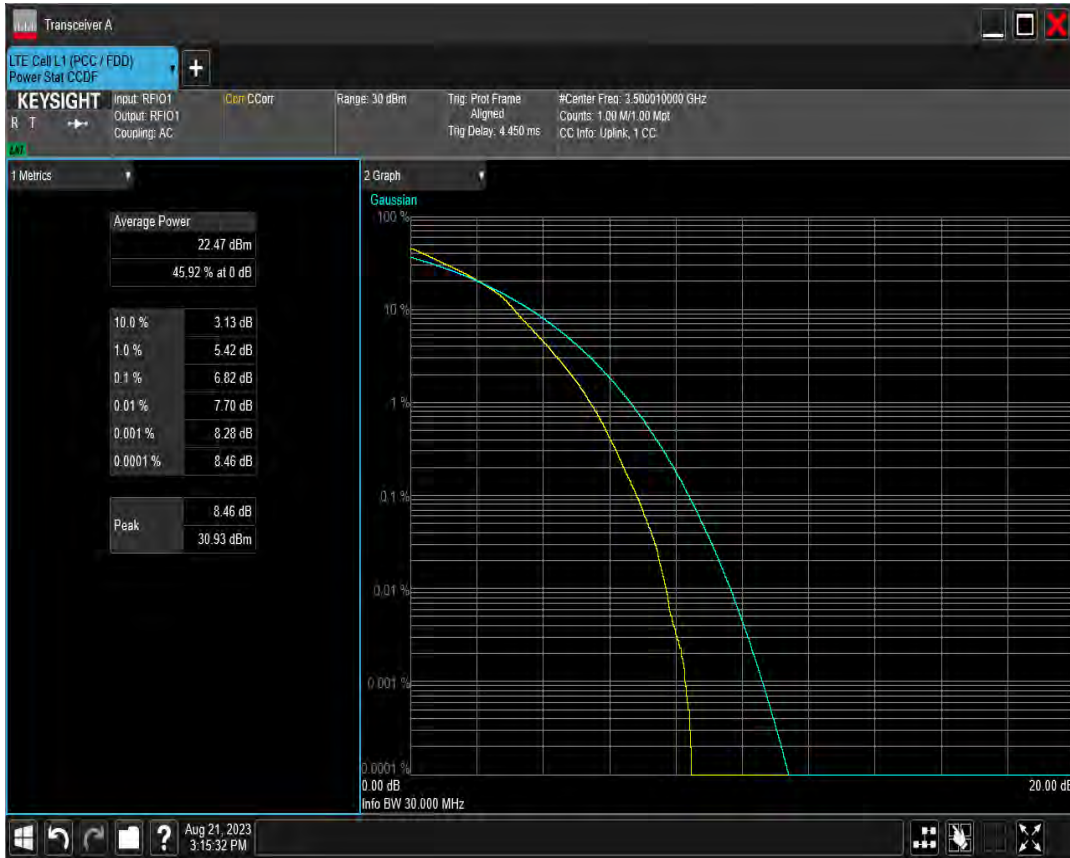 Transceiver A
LTE Cell L1 (PCC / FDD)
Power Stat CCDF
+
KEYSIGHT
R T
LXI
Input: RFIO1
Output: RFIO1
Coupling: AC
Corr CCorr
Range: 30 dBm
Trig: Prot Frame
Aligned
Trig Delay: 4.450 ms
#Center Freq: 3.500010000 GHz
Counts: 1.00 M/1.00 Mpt
CC Info: Uplink, 1 CC
1 Metrics
Average Power
22.47 dBm
45.92 % at 0 dB
10.0 % 3.13 dB
1.0 % 5.42 dB
0.1 % 6.82 dB
0.01 % 7.70 dB
0.001 % 8.28 dB
0.0001 % 8.46 dB
Peak
8.46 dB
30.93 dBm
2 Graph
Gaussian
100 %
10 %
1 %
0.1 %
0.01 %
0.001 %
0.0001 %
0.00 dB
20.00 dB
Info BW 30.000 MHz
?
Aug 21, 2023
3:15:32 PM